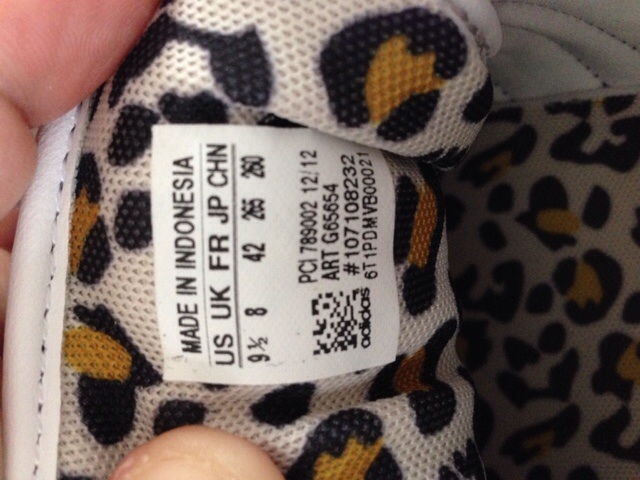 MADE IN INDONESIA
US UK FR JP CHN
9½ 8 42 265 260
PCI 789002 12/12
ART G65654
#107108232
6T1PDMVB00021
adidas